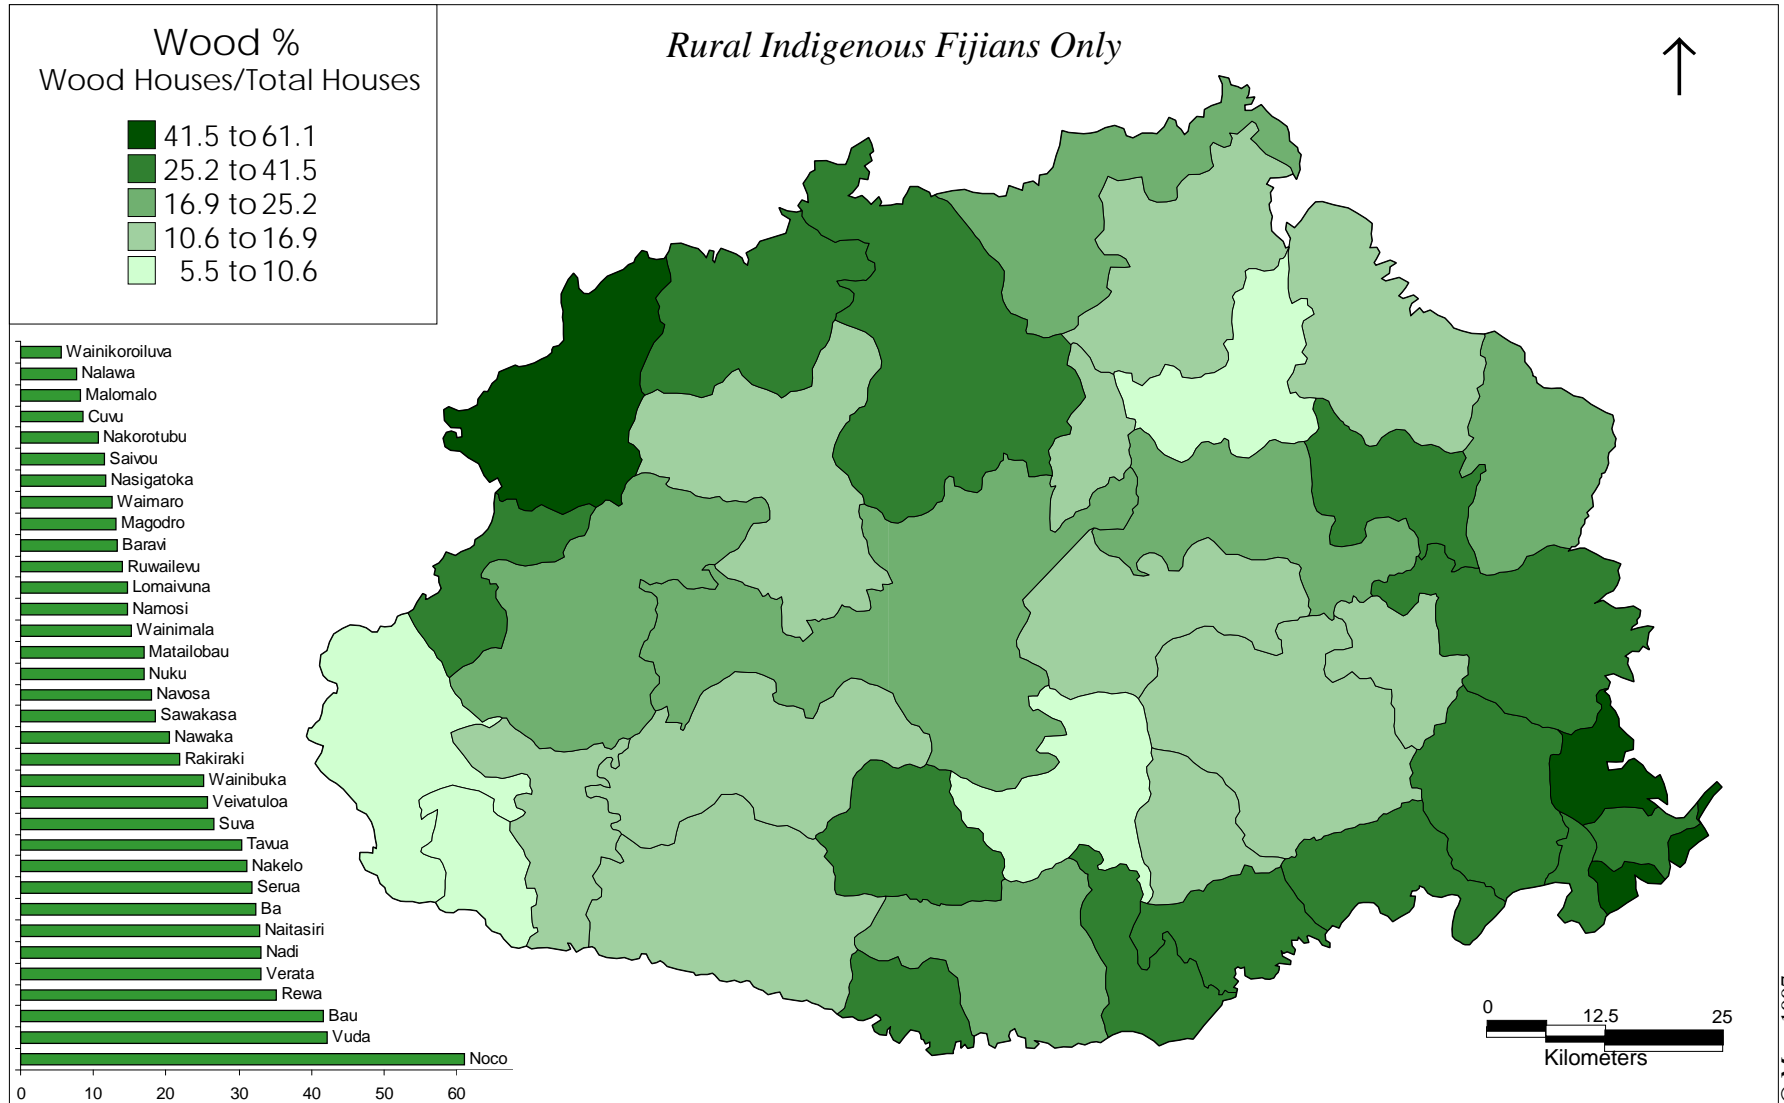 Wood %
Wood Houses/Total Houses
41.5 to 61.1
25.2 to 41.5
16.9 to 25.2
10.6 to 16.9
5.5 to 10.6
Rural Indigenous Fijians Only
Wainikoroiluva
Nalawa
Malomalo
Cuvu
Nakorotubu
Saivou
Nasigatoka
Waimaro
Magodro
Baravi
Ruwailevu
Lomaivuna
Namosi
Wainimala
Matailobau
Nuku
Navosa
Sawakasa
Nawaka
Rakiraki
Wainibuka
Veivatuloa
Suva
Tavua
Nakelo
Serua
Ba
Naitasiri
Nadi
Verata
Rewa
Bau
Vuda
Noco
0 10 20 30 40 50 60
0 12.5 25
Kilometers